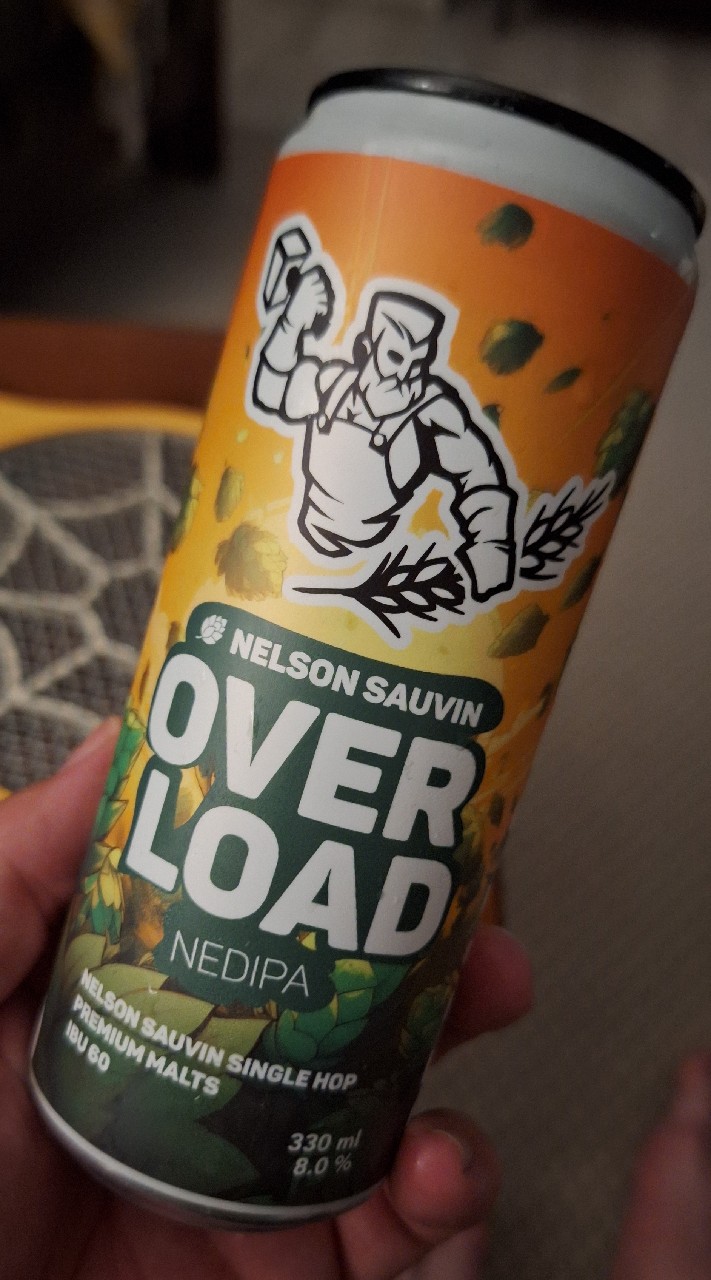 NELSON SAUVIN
OVER
LOAD
NEDIPA
NELSON SAUVIN SINGLE HOP
PREMIUM MALTS
IBU 60
330 ml
8.0 %